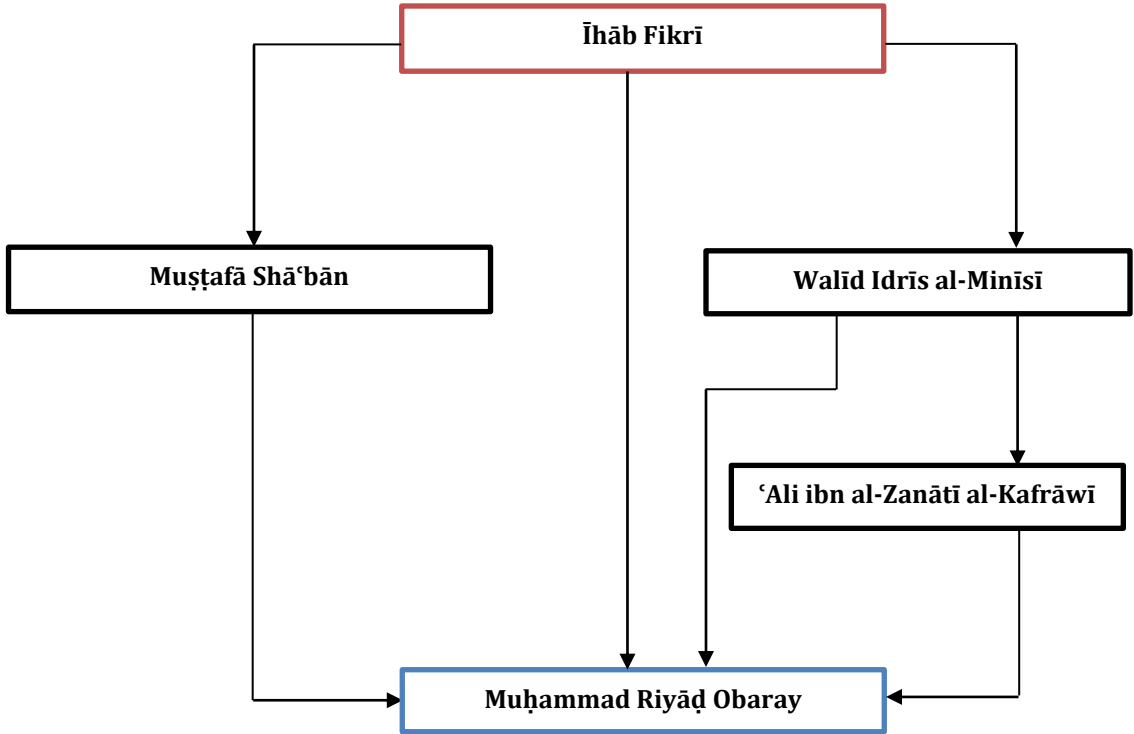 Īhāb Fikrī
Muṣṭafā Shāʿbān
Walīd Idrīs al-Minīsī
ʿAli ibn al-Zanātī al-Kafrāwī
Muḥammad Riyāḍ Obaray